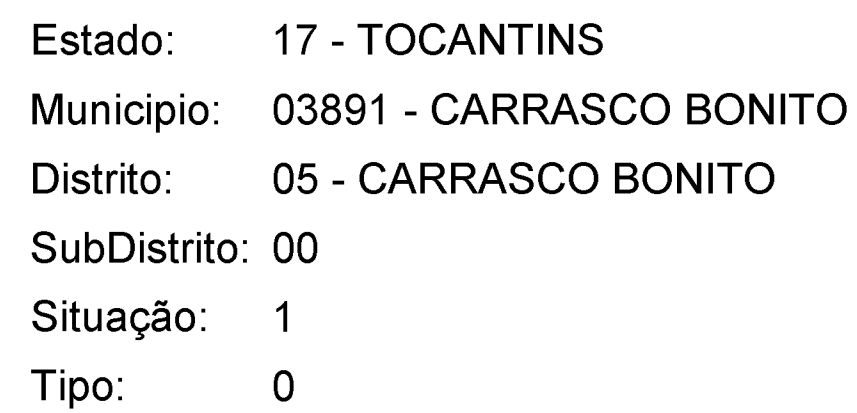 Estado: 17 - TOCANTINS
Municipio: 03891 - CARRASCO BONITO
Distrito: 05 - CARRASCO BONITO
SubDistrito: 00
Situação: 1
Tipo: 0